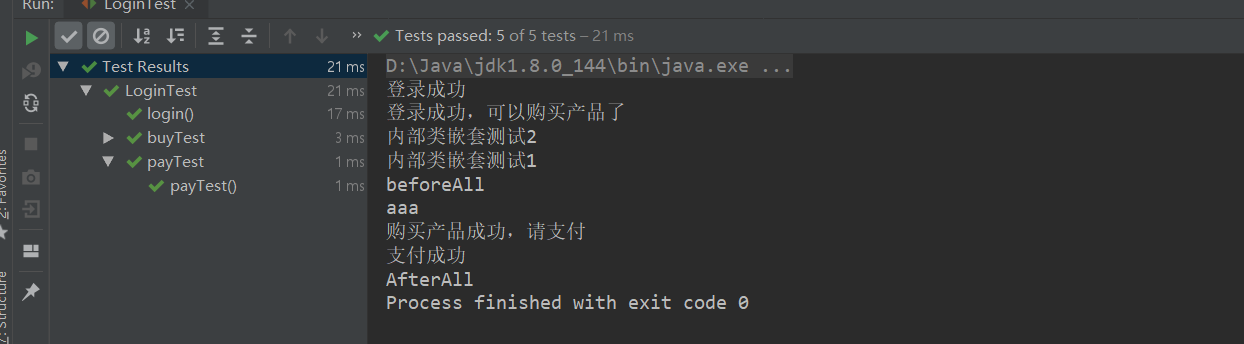 Run:
LoginTest
Tests passed: 5 of 5 tests – 21 ms
Test Results 21 ms
LoginTest 21 ms
login() 17 ms
buyTest 3 ms
payTest 1 ms
payTest() 1 ms
D:\Java\jdk1.8.0_144\bin\java.exe ...
登录成功
登录成功，可以购买产品了
内部类嵌套测试2
内部类嵌套测试1
beforeAll
aaa
购买产品成功，请支付
支付成功
AfterAll
Process finished with exit code 0
2: Favorites
7: Structure